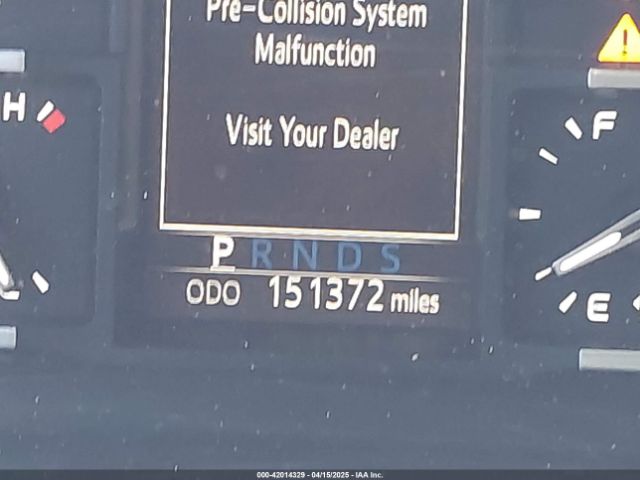 Pre-Collision System
Malfunction
Visit Your Dealer
H
F
P R N D S
ODO 151372 miles
E
000-42014329 - 04/15/2025 - IAA Inc.